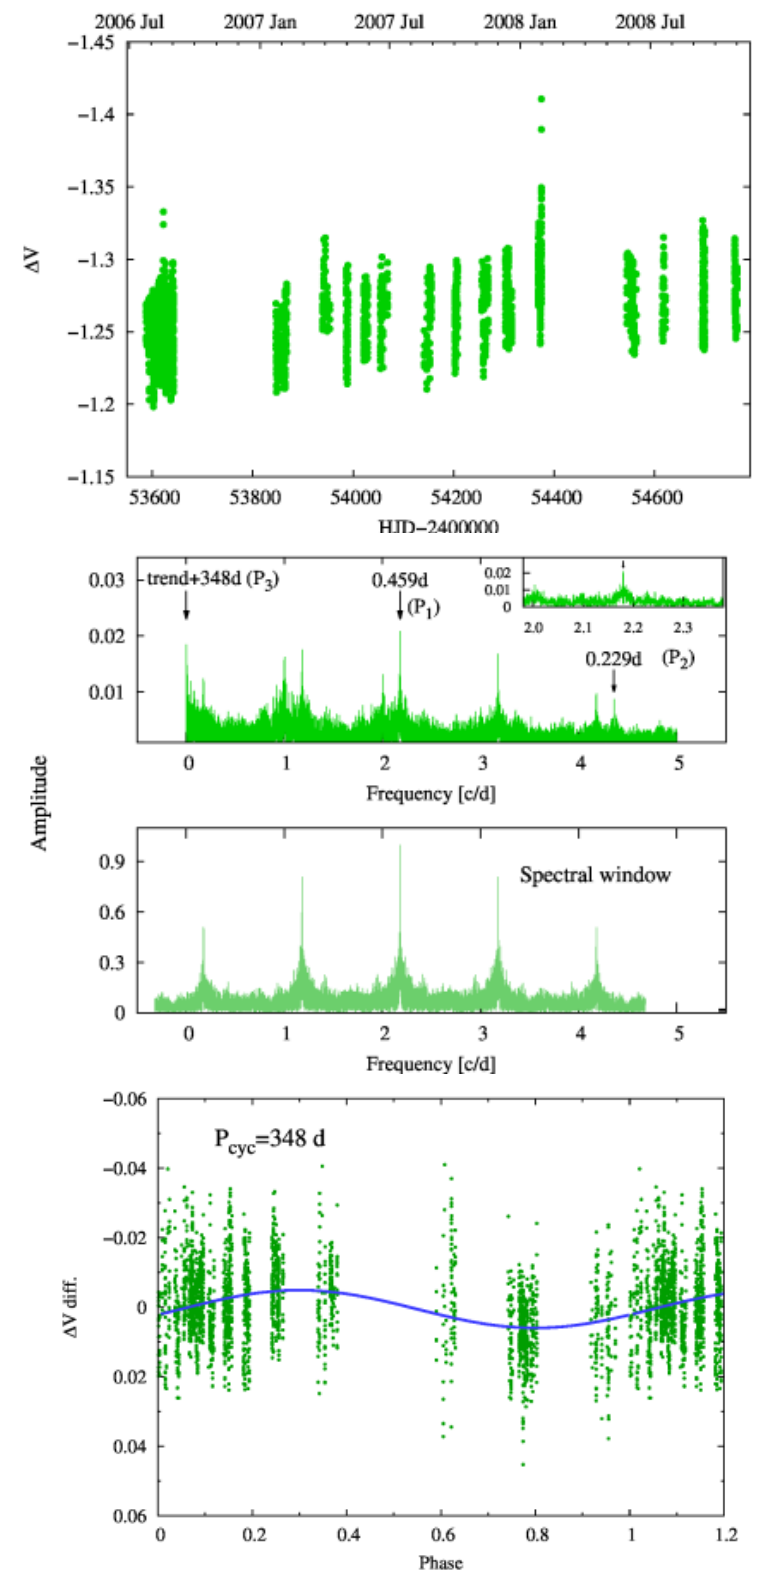 2006 Jul 2007 Jan 2007 Jul 2008 Jan 2008 Jul
−1.45
−1.4
−1.35
−1.3
ΔV
−1.25
−1.2
−1.15
53600 53800 54000 54200 54400 54600
HJD−2400000
0.03
trend+348d (P3) 0.459d
(P1)
0.02
0.01
0
2.0 2.1 2.2 2.3
0.02
0.229d (P2)
0.01
0 1 2 3 4 5
Frequency [c/d]
Amplitude
0.9
Spectral window
0.6
0.3
0
0 1 2 3 4 5
Frequency [c/d]
−0.06
Pcyc=348 d
−0.04
−0.02
0
ΔV diff.
0.02
0.04
0.06
0 0.2 0.4 0.6 0.8 1 1.2
Phase